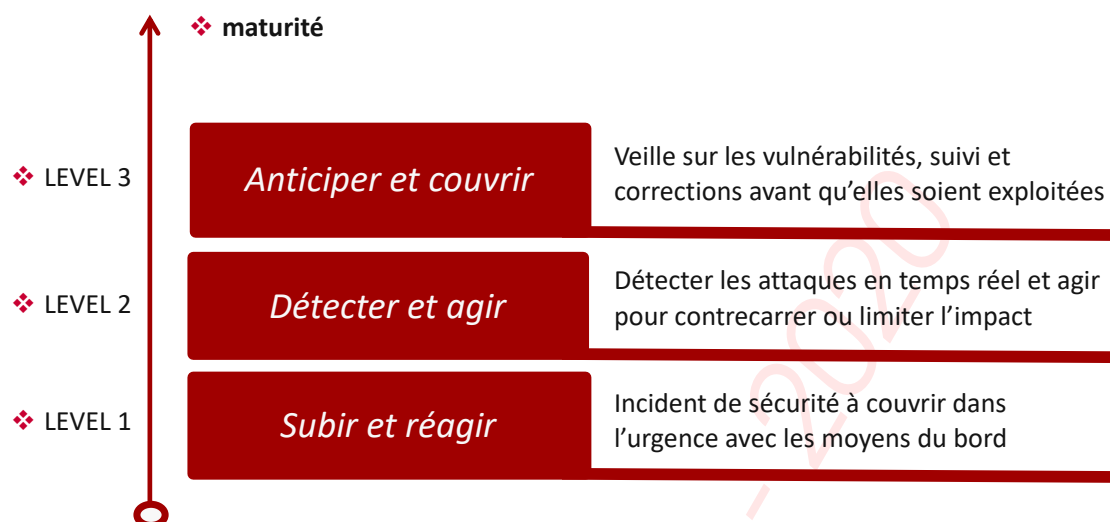 ❖ maturité
❖ LEVEL 3
Anticiper et couvrir
Veille sur les vulnérabilités, suivi et
corrections avant qu’elles soient exploitées
❖ LEVEL 2
Détecter et agir
Détecter les attaques en temps réel et agir
pour contrecarrer ou limiter l’impact
❖ LEVEL 1
Subir et réagir
Incident de sécurité à couvrir dans
l’urgence avec les moyens du bord
- 2020